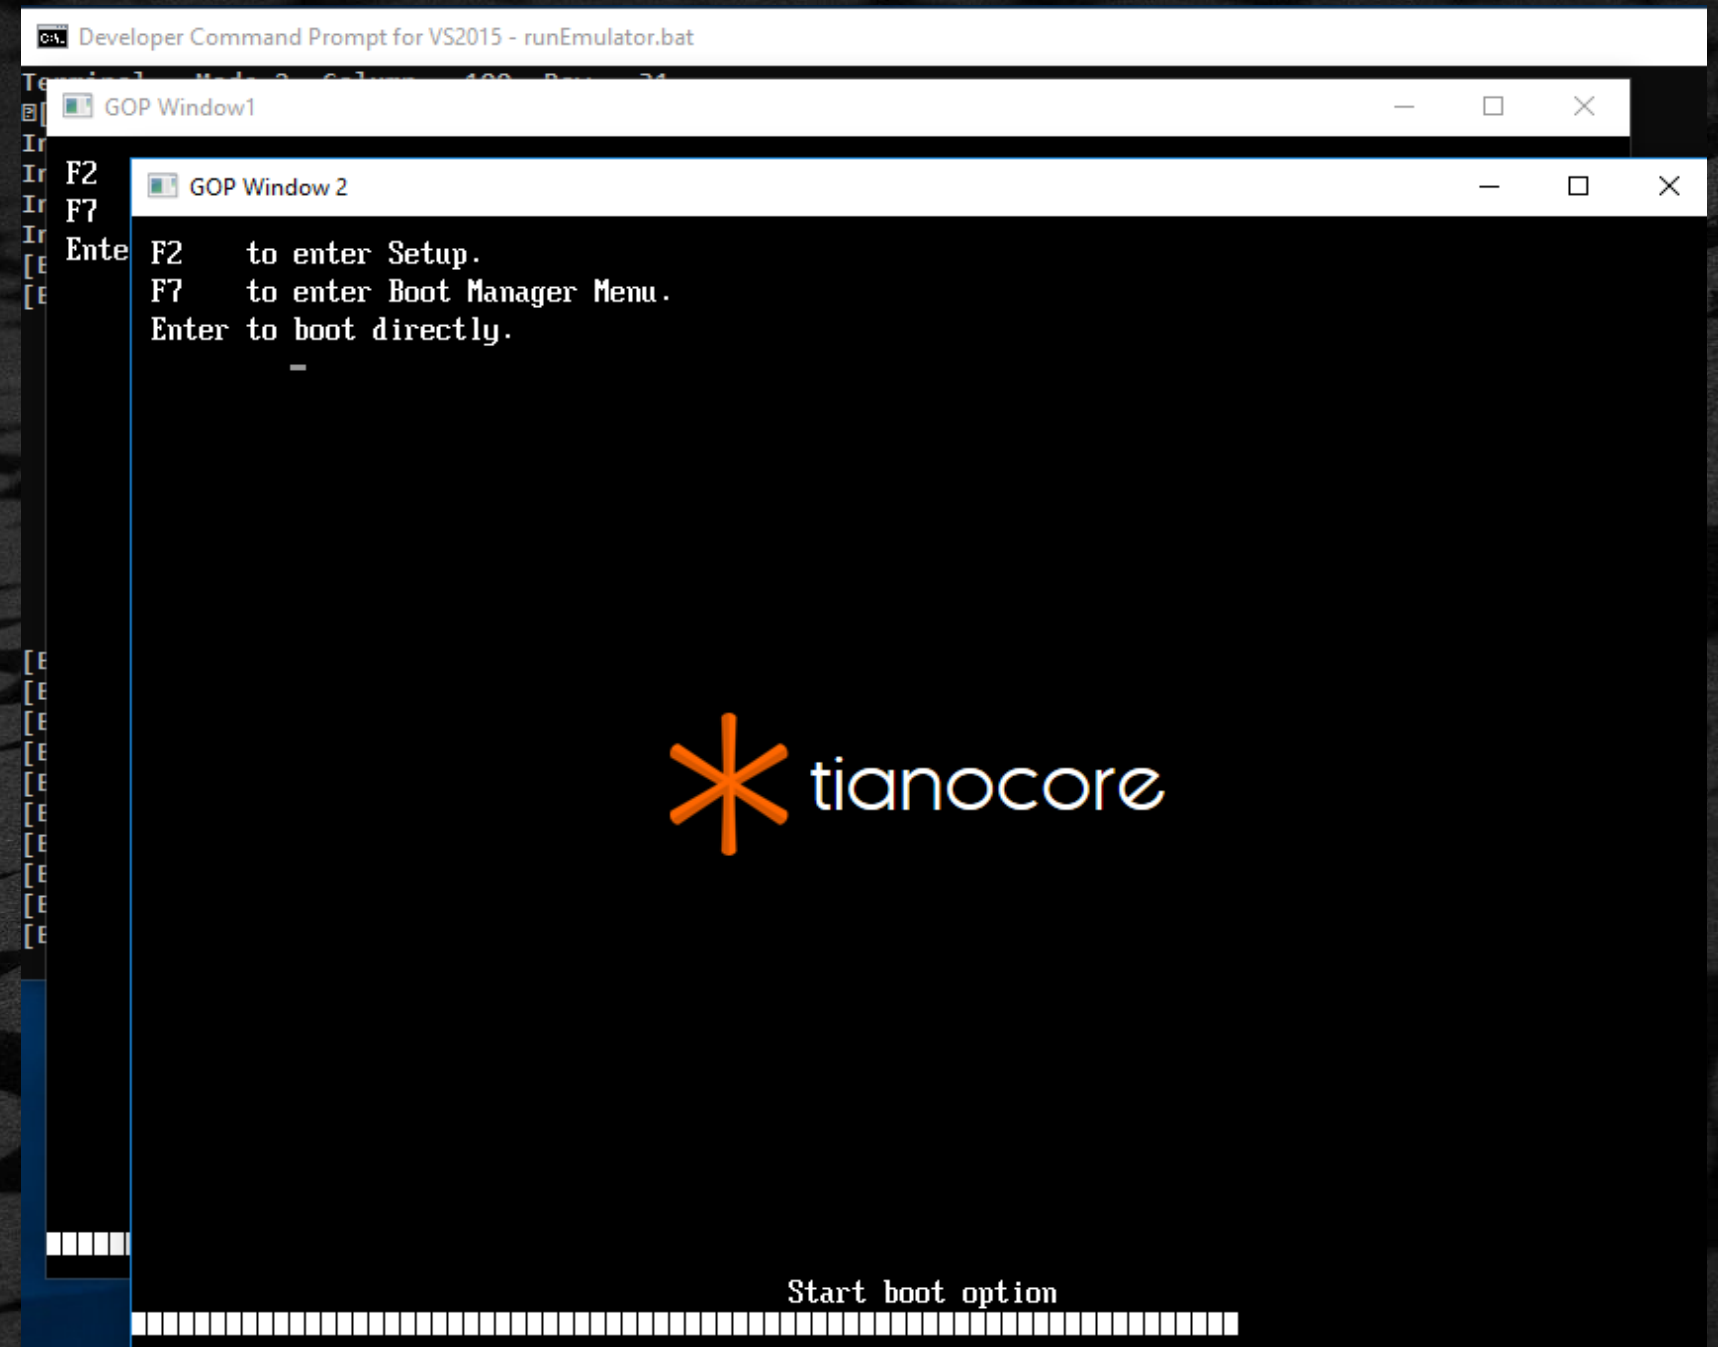 Developer Command Prompt for VS2015 - runEmulator.bat
GOP Window1
F2
F7
GOP Window 2
F2 to enter Setup.
F7 to enter Boot Manager Menu.
Enter to boot directly.
tianocore
Start boot option